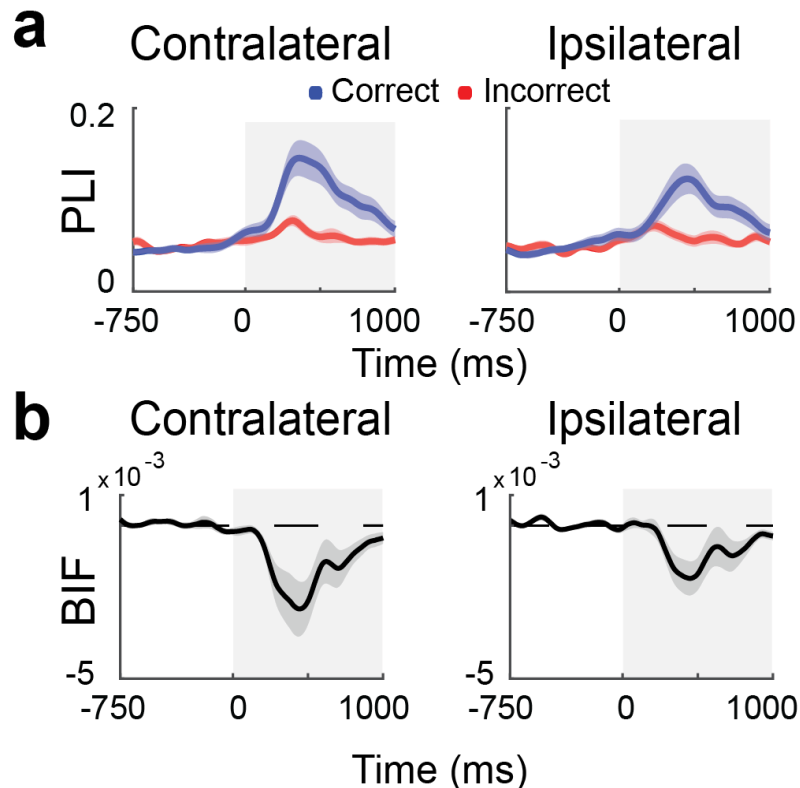 a
Contralateral Ipsilateral
Correct Incorrect
0.2
PLI
0
-750 0 1000 -750 0 1000
Time (ms)
b
Contralateral Ipsilateral
1 × 10 -3 1 × 10 -3
BIF
-5 -5
-750 0 1000 -750 0 1000
Time (ms)